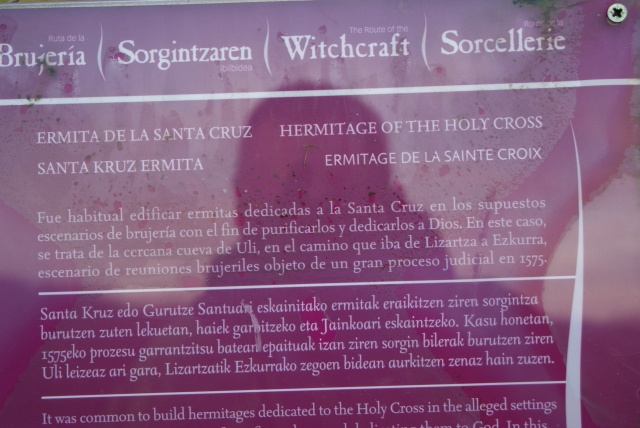 Ruta de la
Brujería
Sorgintzaren
ibilbidea
The Route of the
Witchcraft
Sorcellerie
ERMITA DE LA SANTA CRUZ
HERMITAGE OF THE HOLY CROSS
SANTA KRUZ ERMITA
ERMITAGE DE LA SAINTE CROIX
Fue habitual edificar ermitas dedicadas a la Santa Cruz en los supuestos
escenarios de brujería con el fin de purificarlos y dedicarlos a Dios. En este caso,
se trata de la cercana cueva de Uli, en el camino que iba de Lizartza a Ezkurra,
escenario de reuniones brujeriles objeto de un gran proceso judicial en 1575.
Santa Kruz edo Gurutze Santuari eskainitako ermitak eraikitzen ziren sorgintza
burutzen zuten lekuetan, haiek garbitzeko eta Jainkoari eskaintzeko. Kasu honetan,
1575eko prozesu garrantzitsu batean epaituak izan ziren sorgin bilerak burutzen ziren
Uli leizeaz ari gara, Lizartzatik Ezkurrako zegoen bidean aurkitzen zenaz hain zuzen.
It was common to build hermitages dedicated to the Holy Cross in the alleged settings
them to God. In this